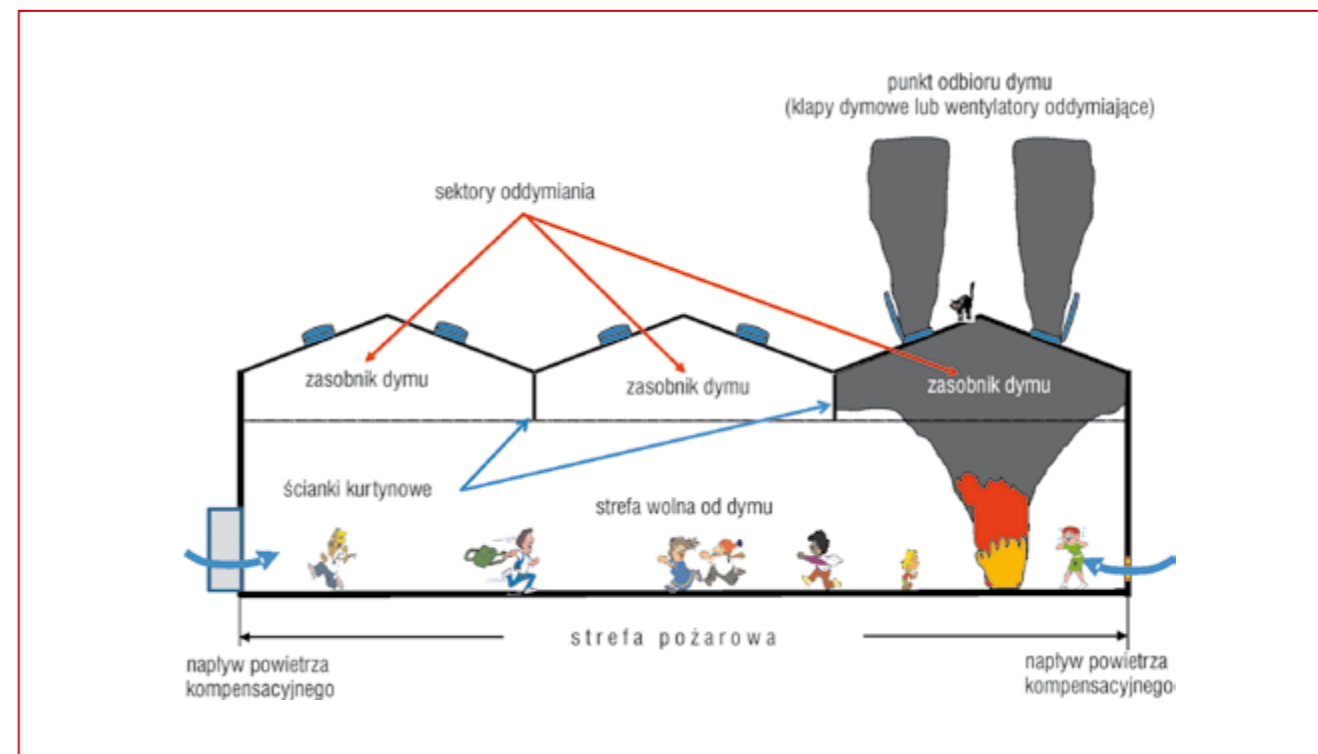 punkt odbioru dymu
(klapy dymowe lub wentylatory oddymiające)
sektory oddymiania
zasobnik dymu
zasobnik dymu
zasobnik dymu
ścianki kurtynowe
strefa wolna od dymu
strefa pożarowa
napływ powietrza
kompensacyjnego
napływ powietrza
kompensacyjnego